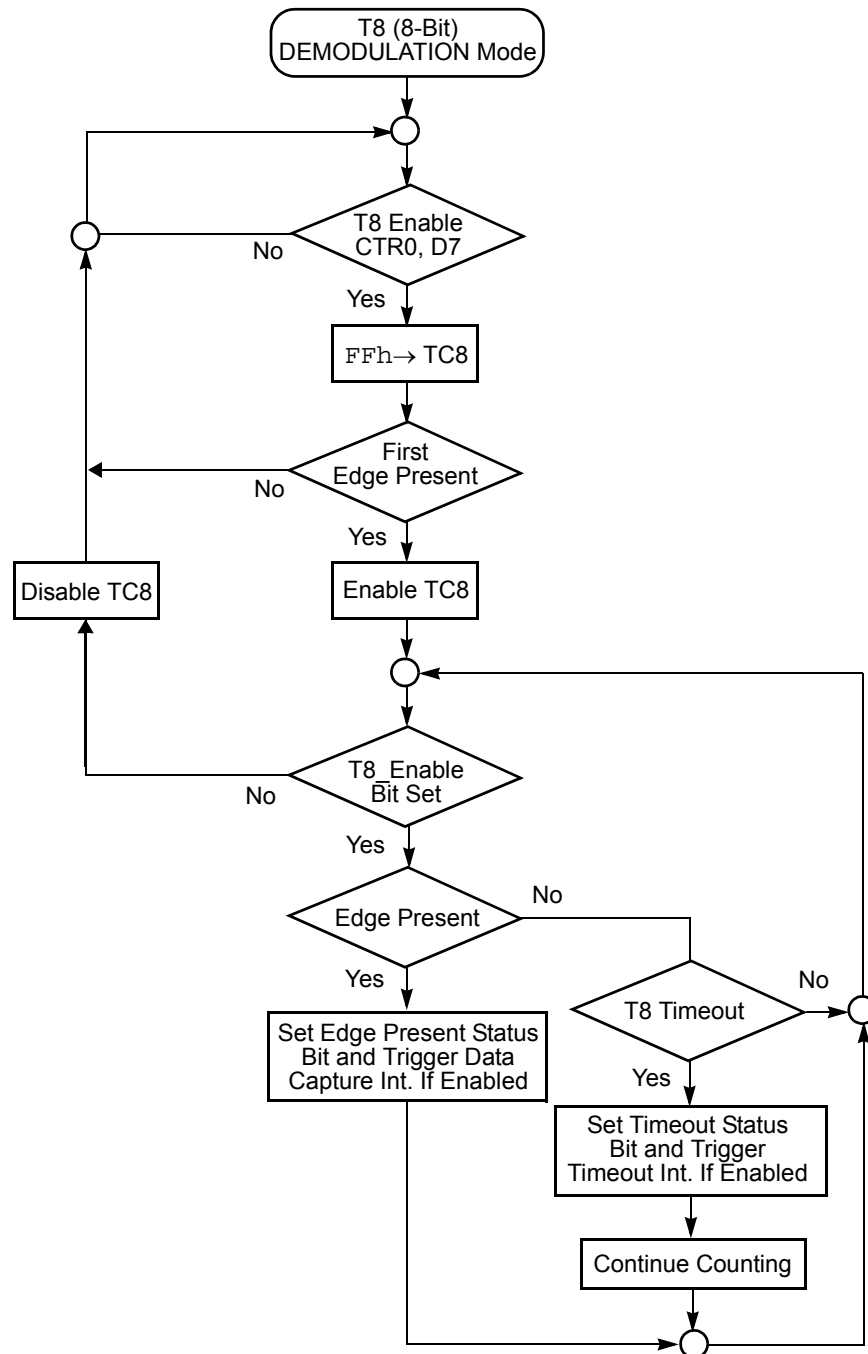 T8 (8-Bit)
DEMODULATION Mode
T8 Enable
CTR0, D7
No
Yes
FFh→ TC8
First
Edge Present
No
Yes
Disable TC8
Enable TC8
T8_Enable
Bit Set
No
Yes
Edge Present
No
Yes
T8 Timeout
No
Set Edge Present Status
Bit and Trigger Data
Capture Int. If Enabled
Yes
Set Timeout Status
Bit and Trigger
Timeout Int. If Enabled
Continue Counting